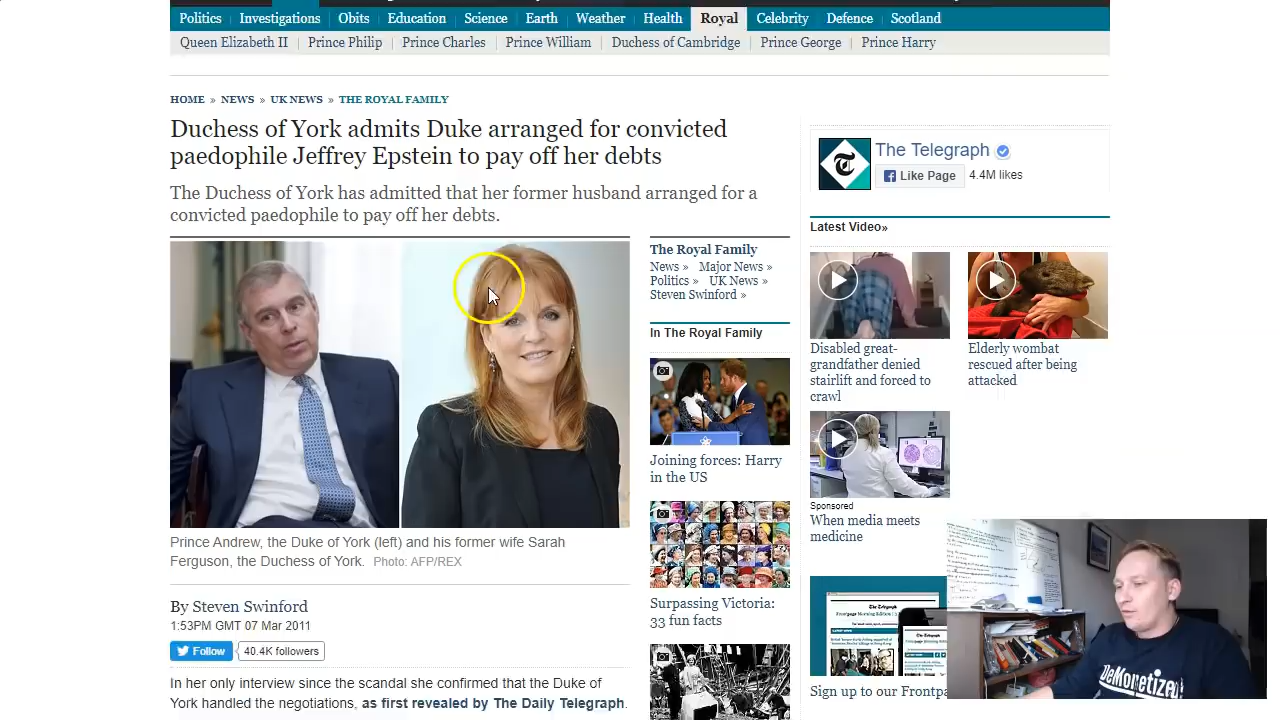 Politics Investigations Obits Education Science Earth Weather Health Royal Celebrity Defence Scotland
Queen Elizabeth II Prince Philip Prince Charles Prince William Duchess of Cambridge Prince George Prince Harry
HOME » NEWS » UK NEWS » THE ROYAL FAMILY
Duchess of York admits Duke arranged for convicted
paedophile Jeffrey Epstein to pay off her debts
The Duchess of York has admitted that her former husband arranged for a
convicted paedophile to pay off her debts.
Prince Andrew, the Duke of York (left) and his former wife Sarah
Ferguson, the Duchess of York. Photo: AFP/REX
By Steven Swinford
1:53PM GMT 07 Mar 2011
Follow 40.4K followers
In her only interview since the scandal she confirmed that the Duke of
York handled the negotiations, as first revealed by The Daily Telegraph.
The Royal Family
News » Major News »
Politics » UK News »
Steven Swinford »
In The Royal Family
Joining forces: Harry
in the US
Surpassing Victoria:
33 fun facts
The Telegraph
Like Page 4.4M likes
Latest Video»
Disabled great-
grandfather denied
stairlift and forced to
crawl
Elderly wombat
rescued after being
attacked
Sponsored
When media meets
medicine
Sign up to our Frontpa
DeMonetized